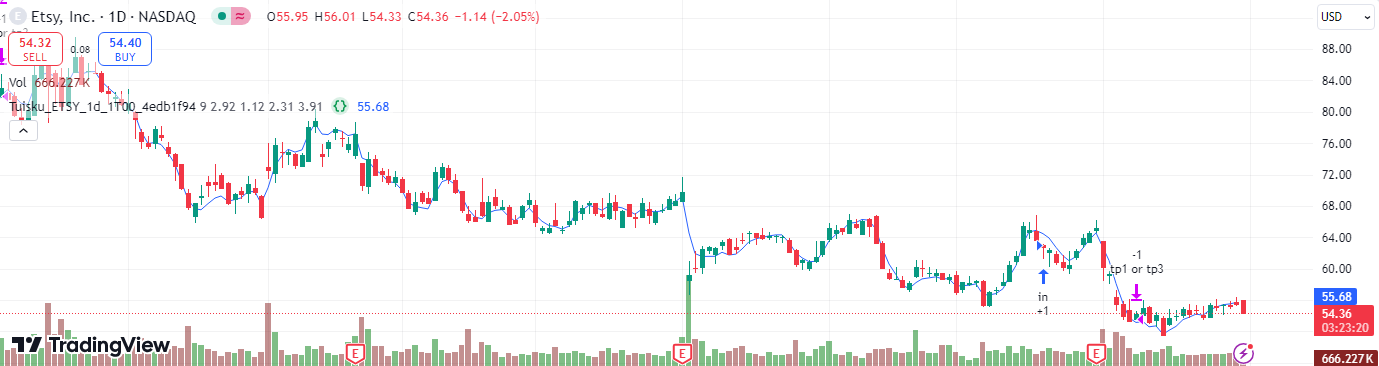 Etsy, Inc. · 1D · NASDAQ O55.95 H56.01 L54.33 C54.36 −1.14 (−2.05%)
USD
-1
54.32 SELL
0.08
54.40 BUY
Vol 666.227K
Tuisku_ETSY_1d_1T00_4edb1f94 9 2.92 1.12 2.31 3.91 {} 55.68
88.00
84.00
80.00
76.00
72.00
68.00
64.00
60.00
55.68
54.36
03:23:20
666.227K
in
+1
-1
tp1 or tp3
E
E
E
TradingView